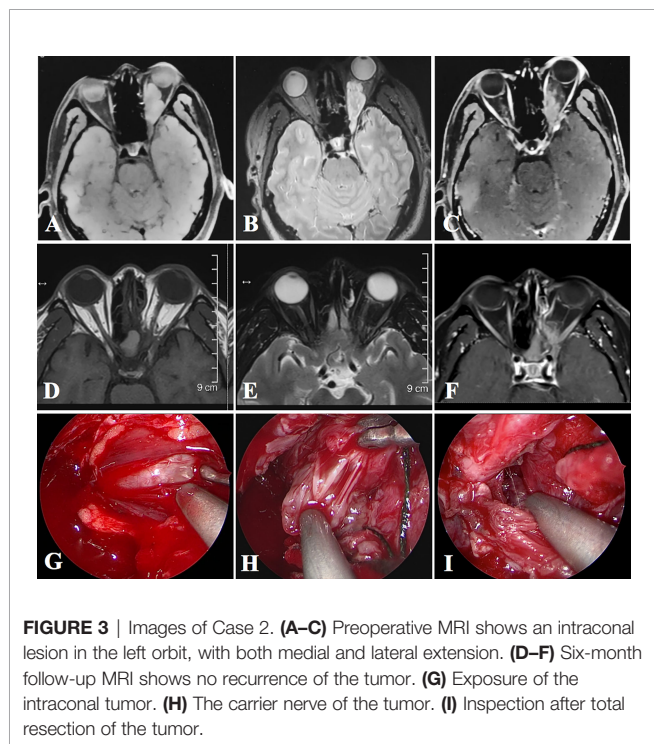 A
B
C
D
9 cm
E
9 cm
F
G
H
I
FIGURE 3 | Images of Case 2. (A–C) Preoperative MRI shows an intraconal
lesion in the left orbit, with both medial and lateral extension. (D–F) Six-month
follow-up MRI shows no recurrence of the tumor. (G) Exposure of the
intraconal tumor. (H) The carrier nerve of the tumor. (I) Inspection after total
resection of the tumor.